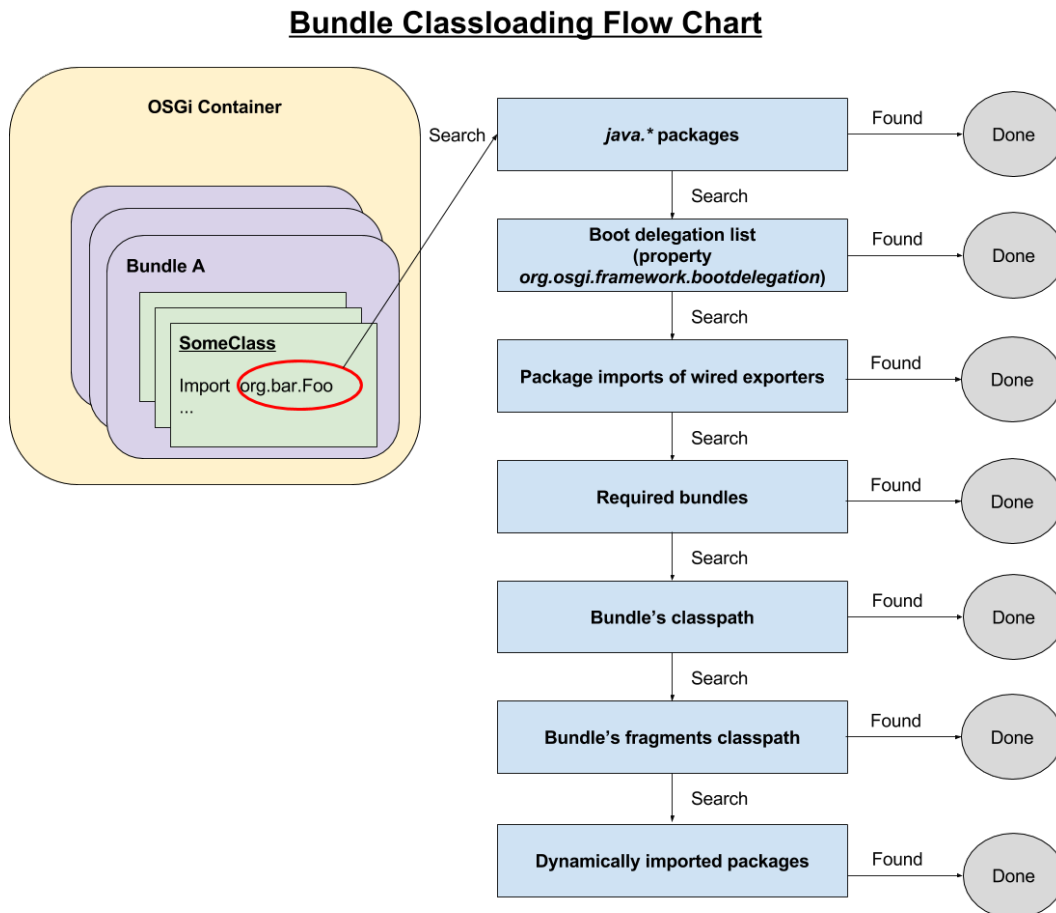 Bundle Classloading Flow Chart
OSGi Container
Bundle A
SomeClass
Import org.bar.Foo
...
Search
java.* packages
Found
Done
Search
Boot delegation list
(property
org.osgi.framework.bootdelegation)
Found
Done
Search
Package imports of wired exporters
Found
Done
Search
Required bundles
Found
Done
Search
Bundle's classpath
Found
Done
Search
Bundle's fragments classpath
Found
Done
Search
Dynamically imported packages
Found
Done